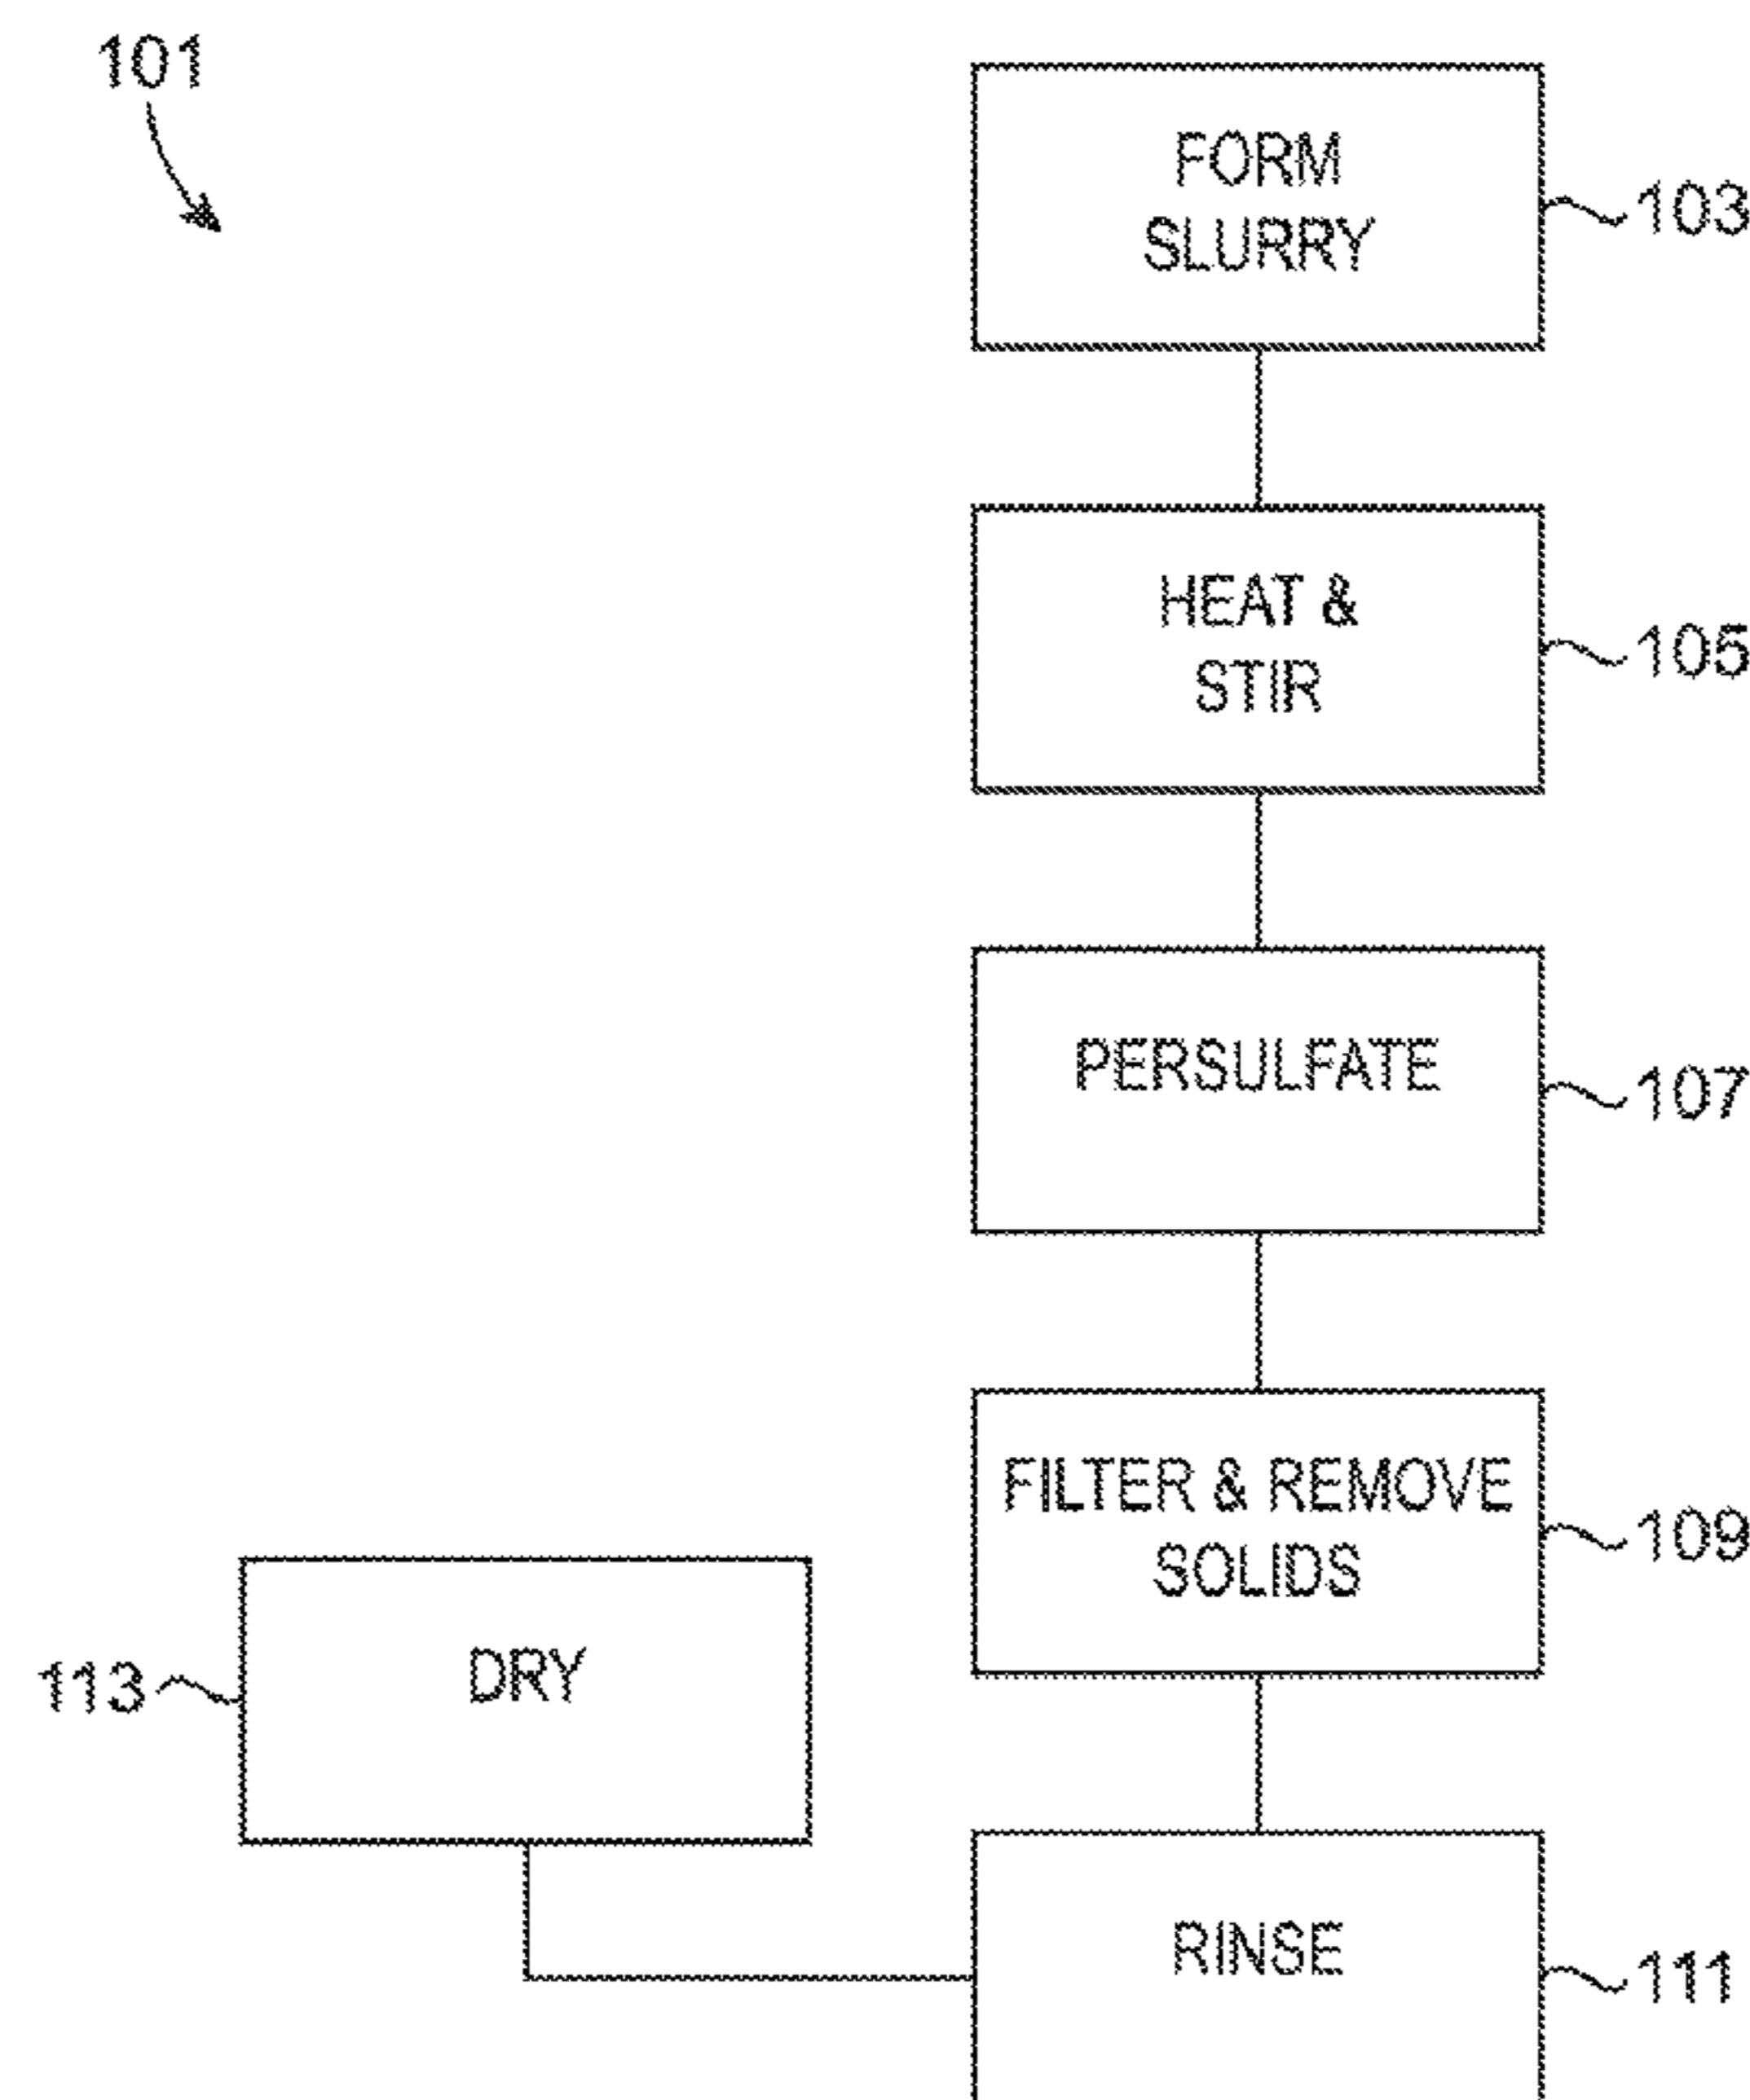 101
FORM
SLURRY
103
HEAT &
STIR
105
PERSULFATE
107
FILTER & REMOVE
SOLIDS
109
113
DRY
RINSE
111